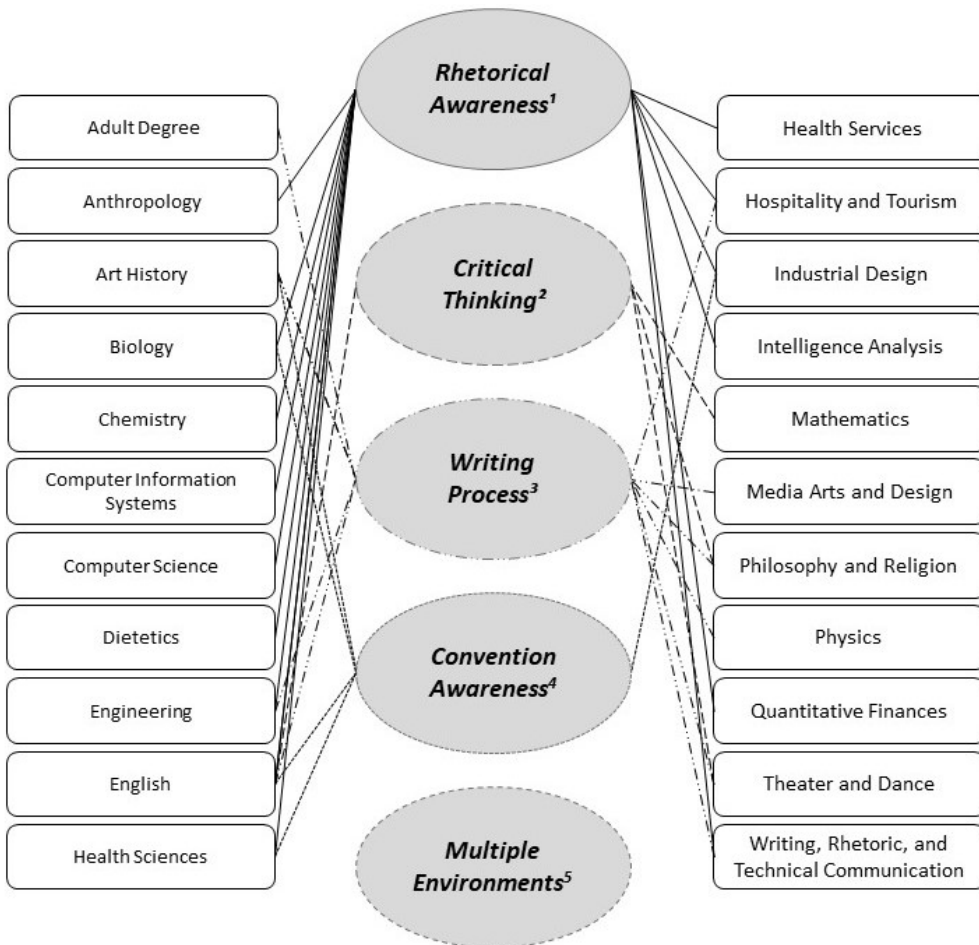 Rhetorical
Awareness¹
Critical
Thinking²
Writing
Process³
Convention
Awareness⁴
Multiple
Environments⁵
Adult Degree
Anthropology
Art History
Biology
Chemistry
Computer Information
Systems
Computer Science
Dietetics
Engineering
English
Health Sciences
Health Services
Hospitality and Tourism
Industrial Design
Intelligence Analysis
Mathematics
Media Arts and Design
Philosophy and Religion
Physics
Quantitative Finances
Theater and Dance
Writing, Rhetoric, and
Technical Communication